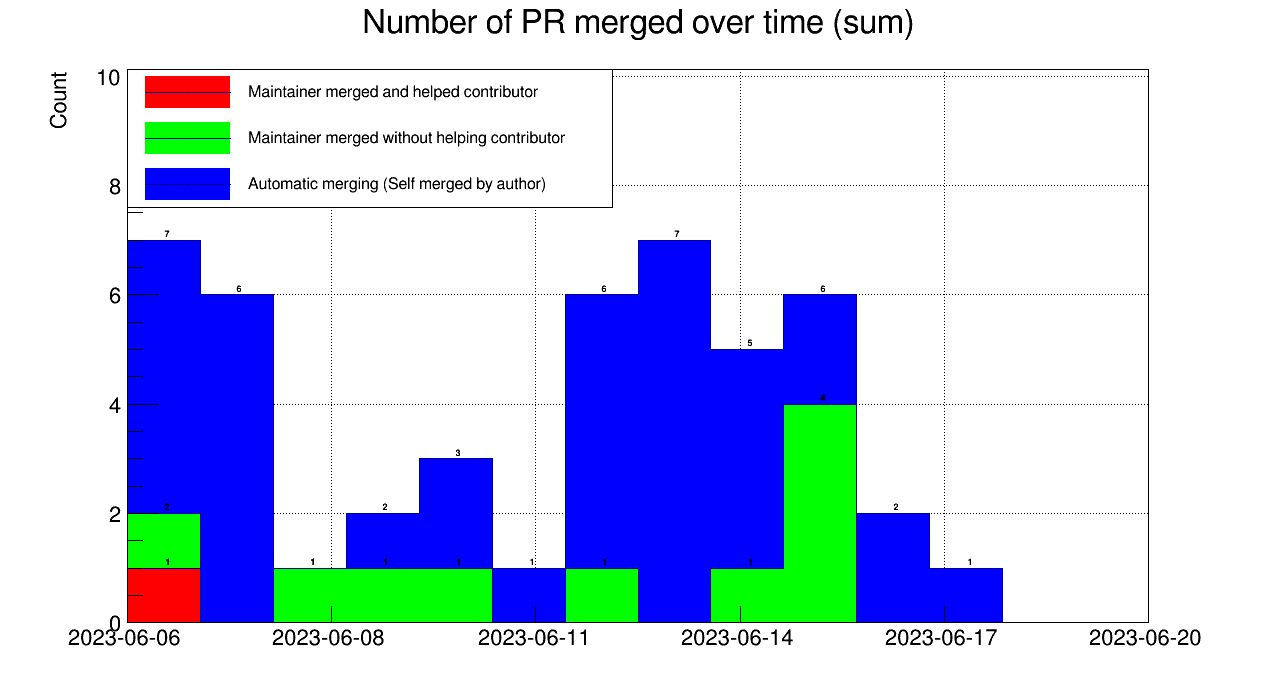 Number of PR merged over time (sum)
Count
10
Maintainer merged and helped contributor
Maintainer merged without helping contributor
8
Automatic merging (Self merged by author)
7 7
6 6 6 6
5
4 4
3
2 2 2 2
1 1 1 1 1 1 1 1
0
2023-06-06 2023-06-08 2023-06-11 2023-06-14 2023-06-17 2023-06-20